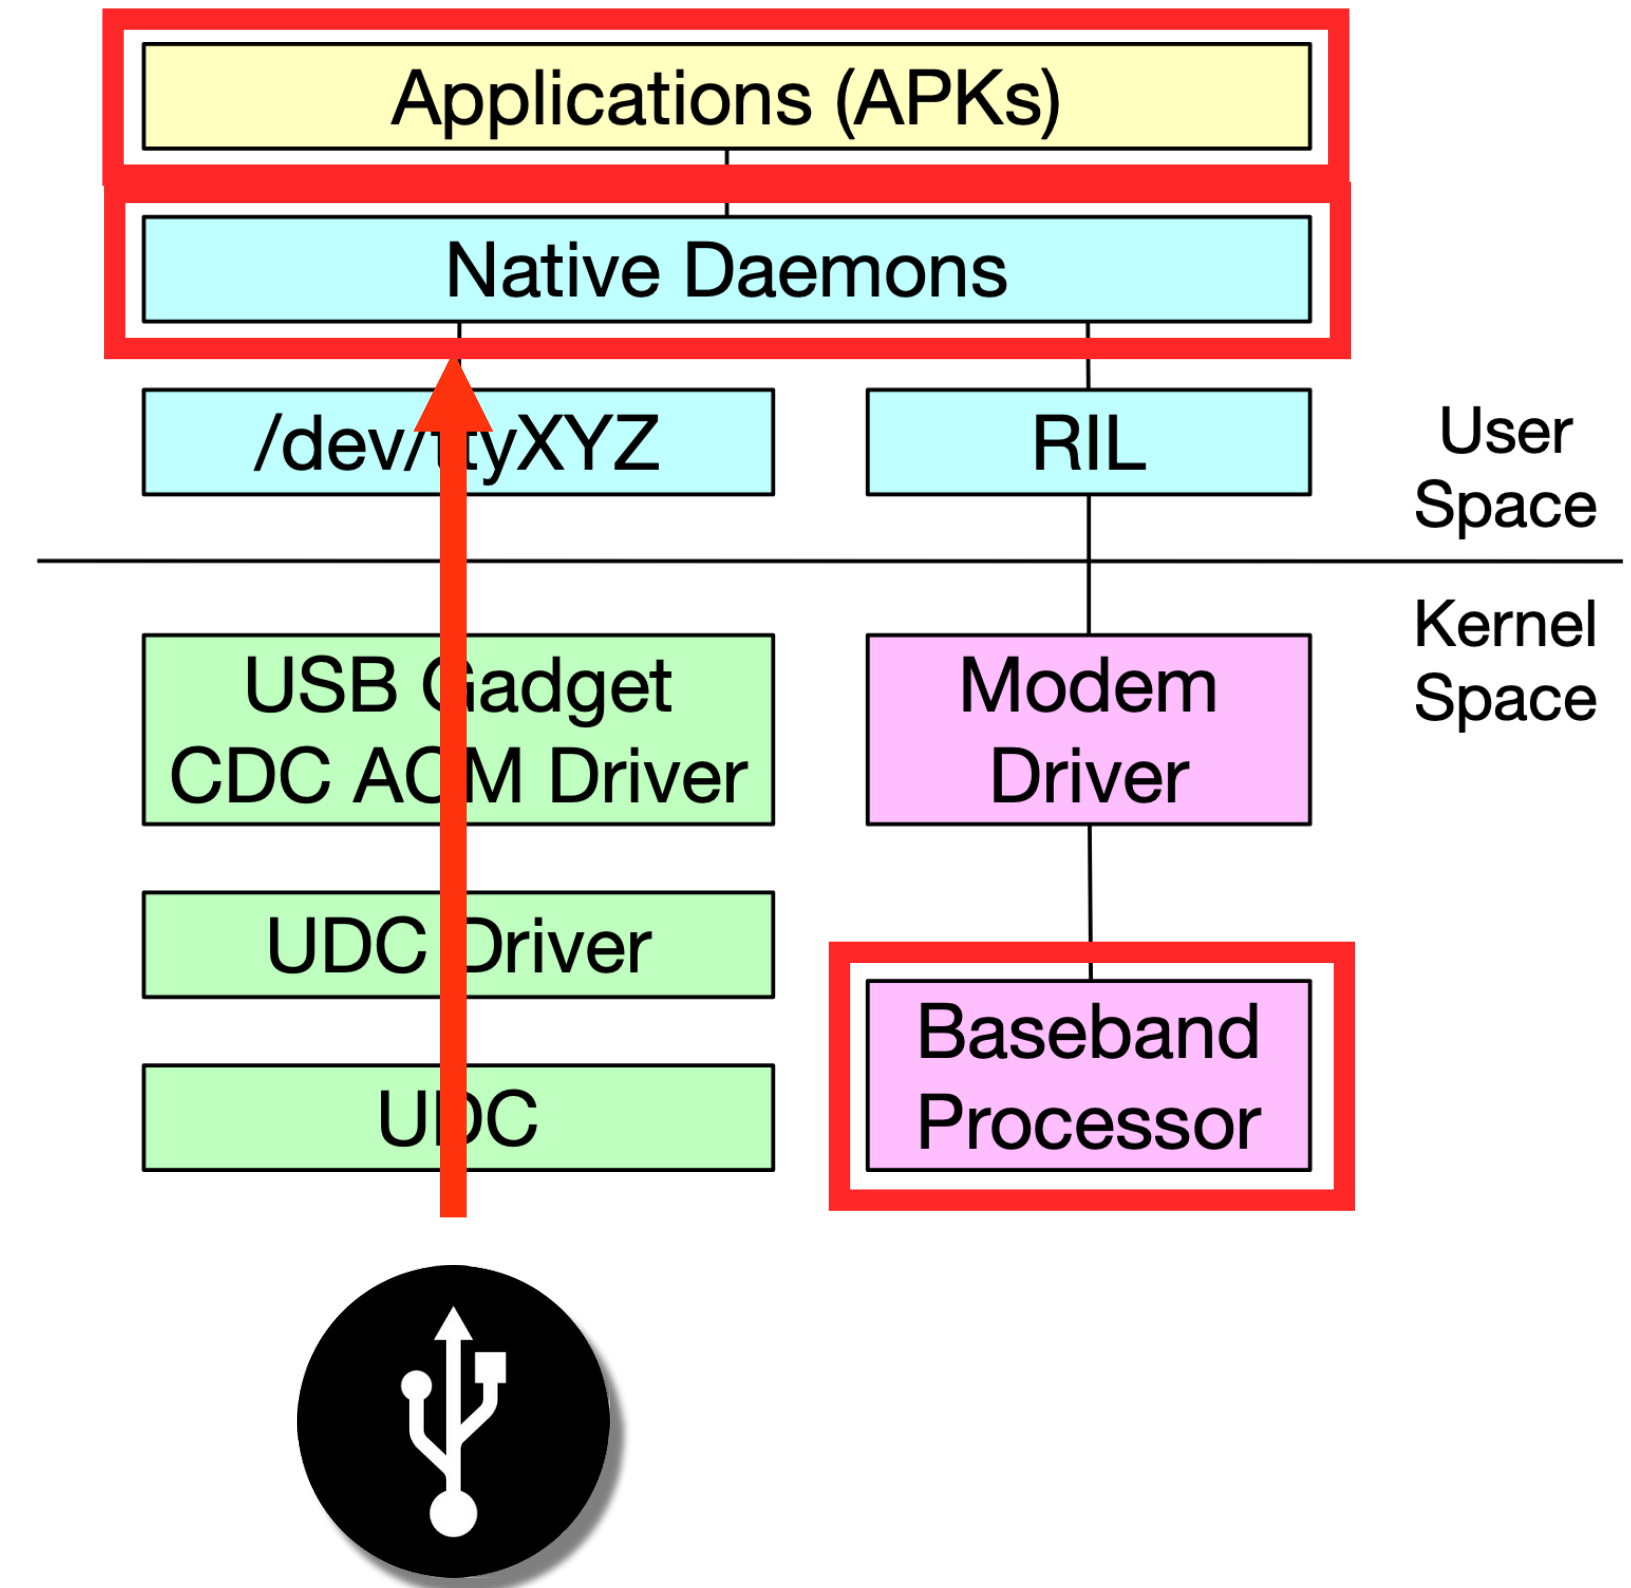 Applications (APKs)
Native Daemons
/dev/ttyXYZ
RIL
User
Space
Kernel
Space
USB Gadget
CDC ACM Driver
Modem
Driver
UDC Driver
Baseband
Processor
UDC